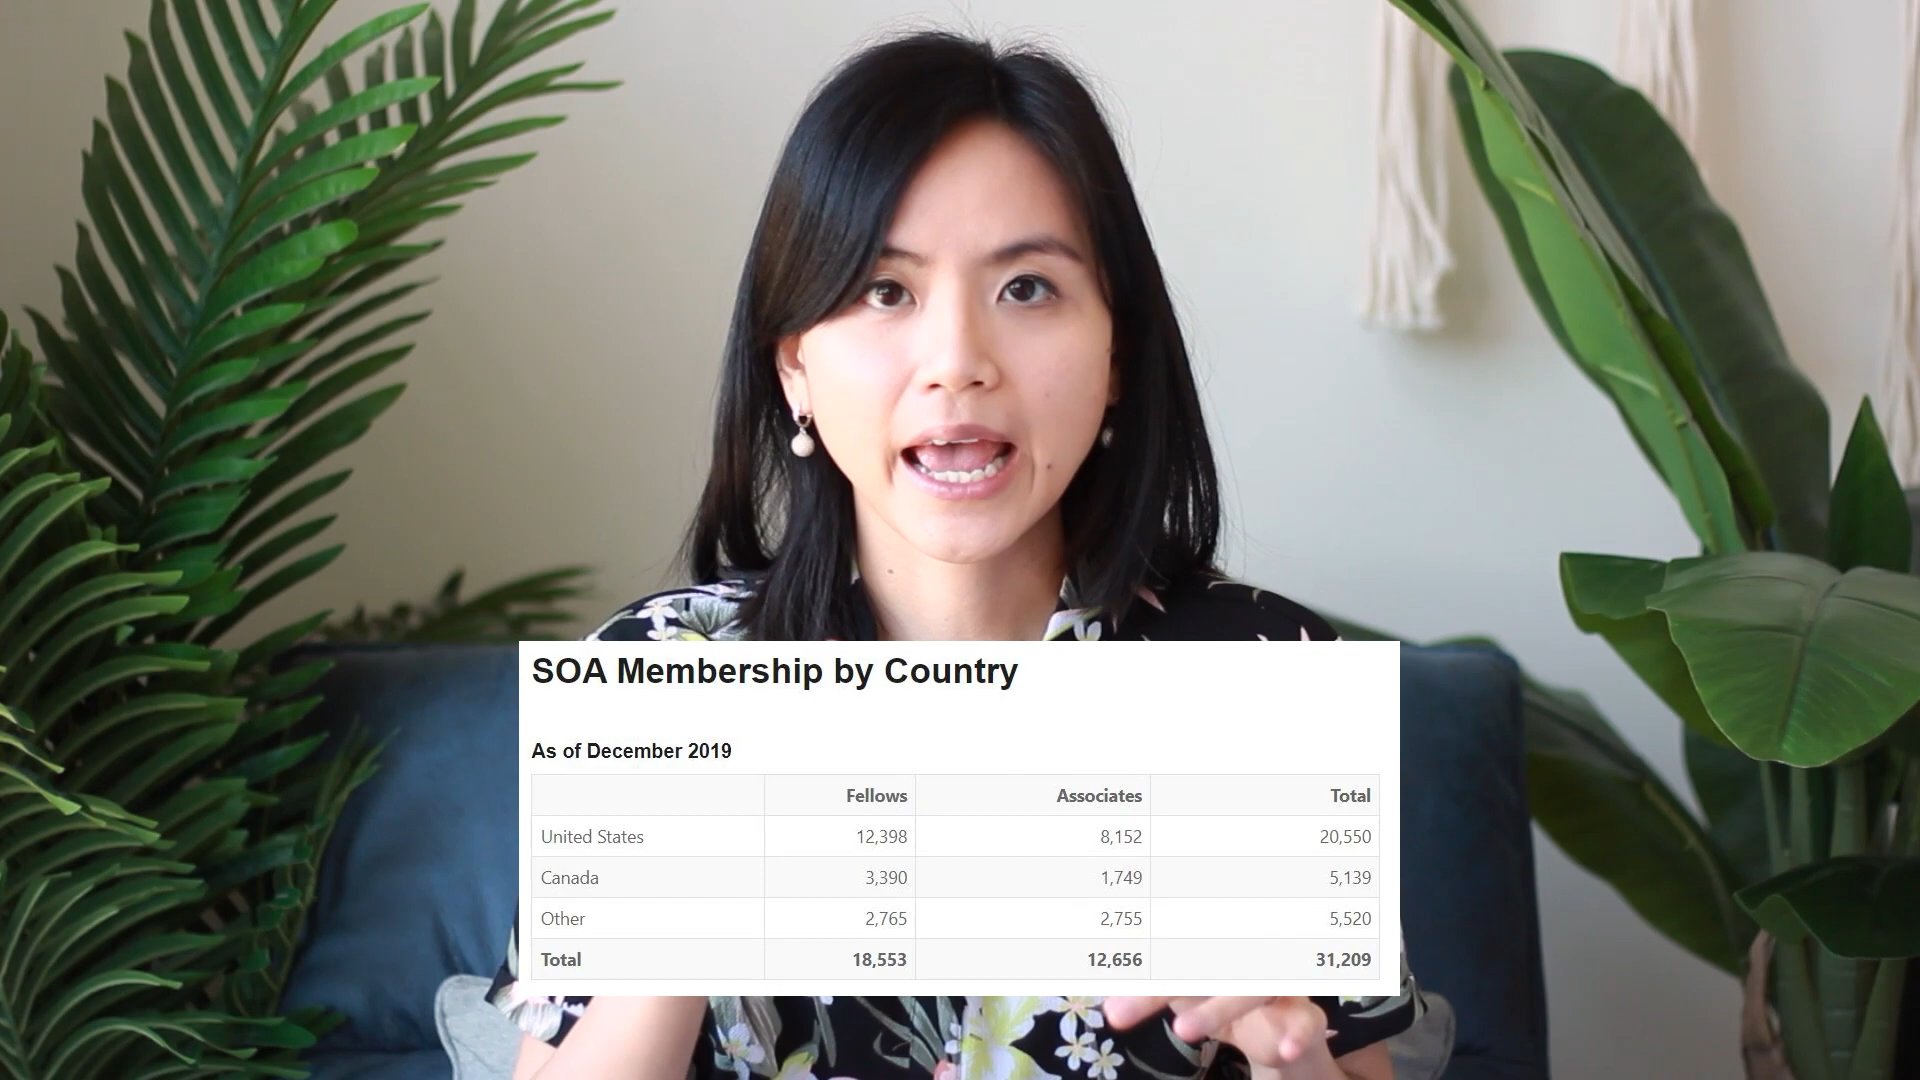 SOA Membership by Country
As of December 2019
Fellows Associates Total
United States 12,398 8,152 20,550
Canada 3,390 1,749 5,139
Other 2,765 2,755 5,520
Total 18,553 12,656 31,209